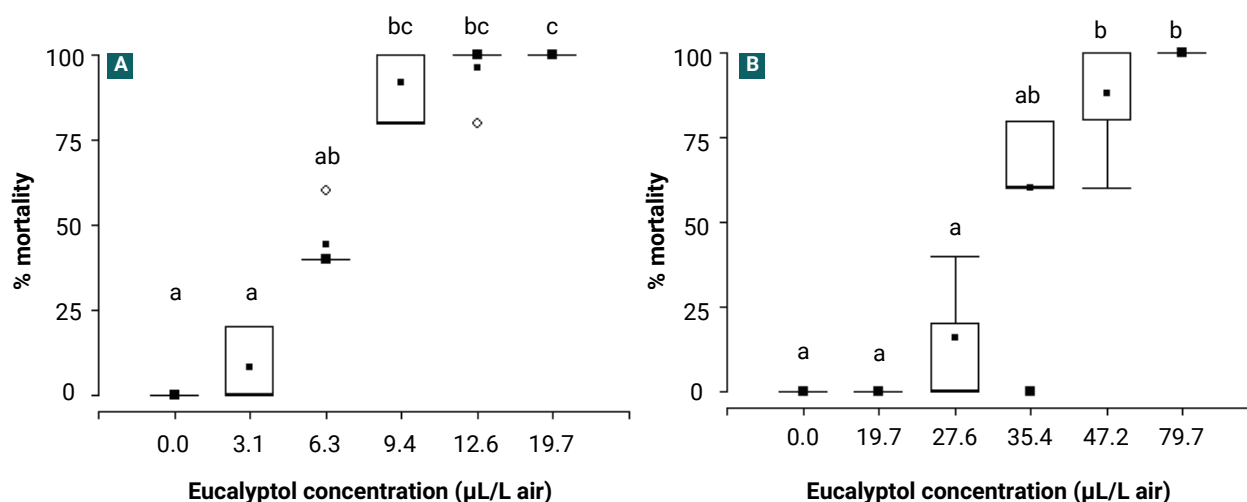 bc bc c
100
A
75
ab
% mortality
50
a a
25
0
0.0 3.1 6.3 9.4 12.6 19.7
Eucalyptol concentration (µL/L air)
b b
100
B
ab
75
% mortality
50
a
25
a a
0
0.0 19.7 27.6 35.4 47.2 79.7
Eucalyptol concentration (µL/L air)